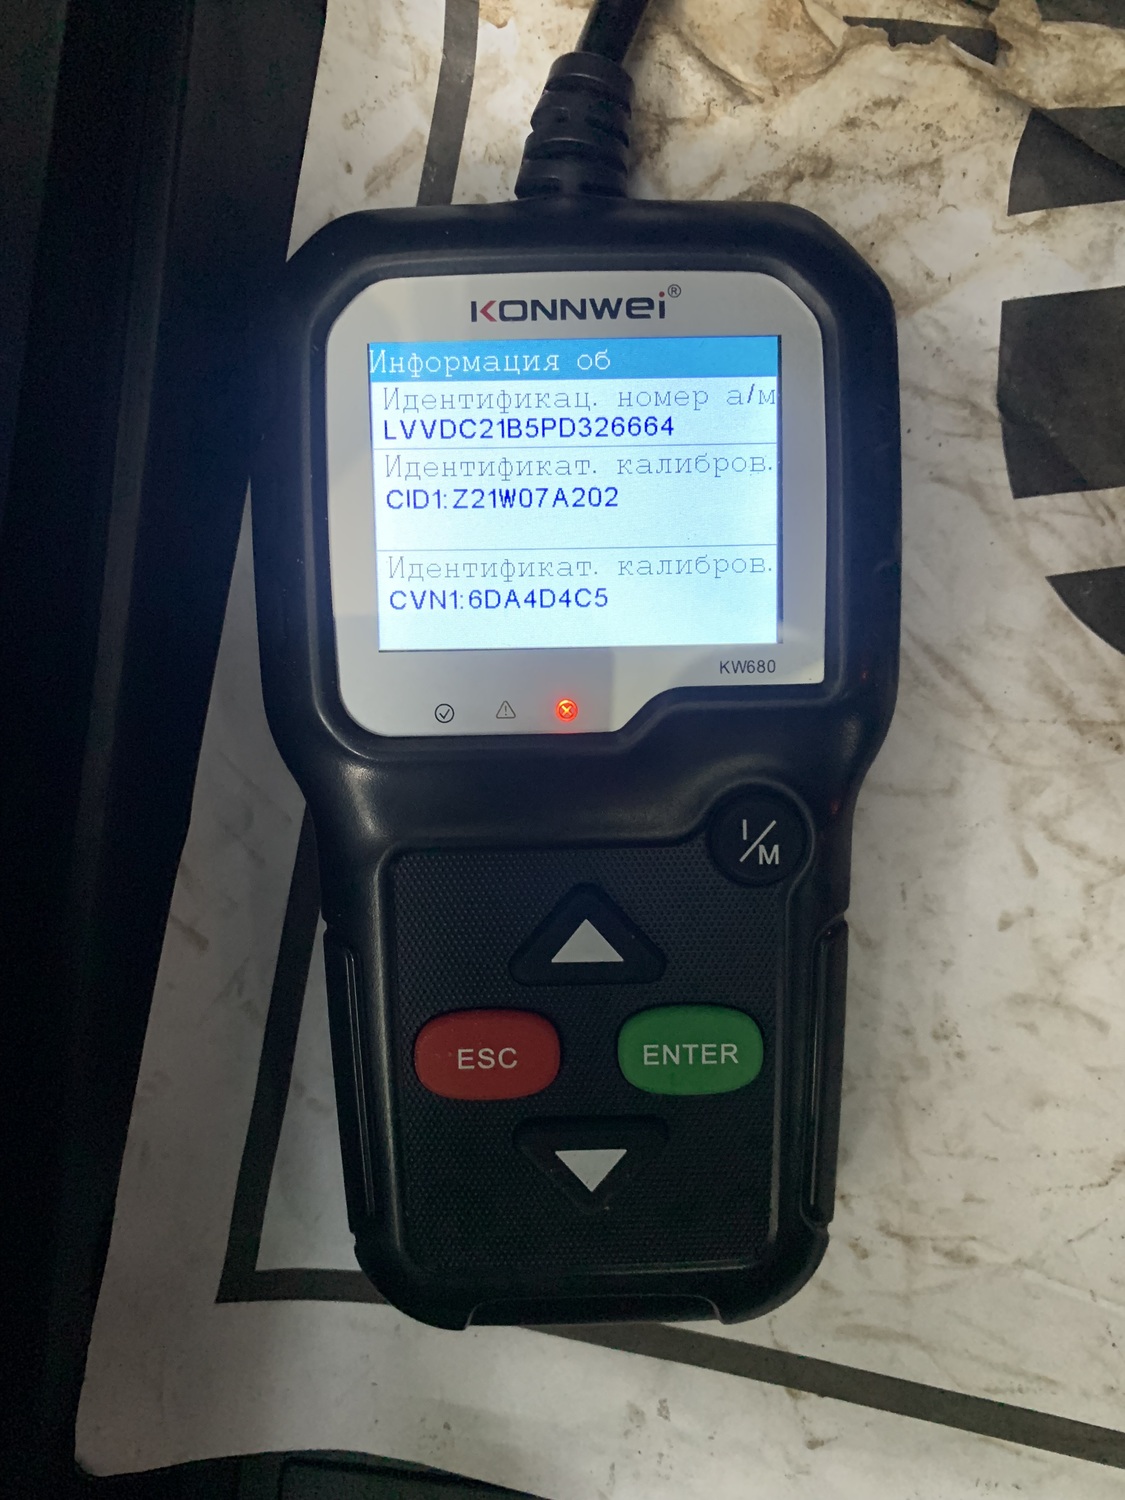 KONNWEI®
Информация об
Идентификац. номер а/м
LVVDC21B5PD326664
Идентификат. калибров.
CID1:Z21W07A202
Идентификат. калибров.
CVN1:6DA4D4C5
KW680
I/M
ESC
ENTER